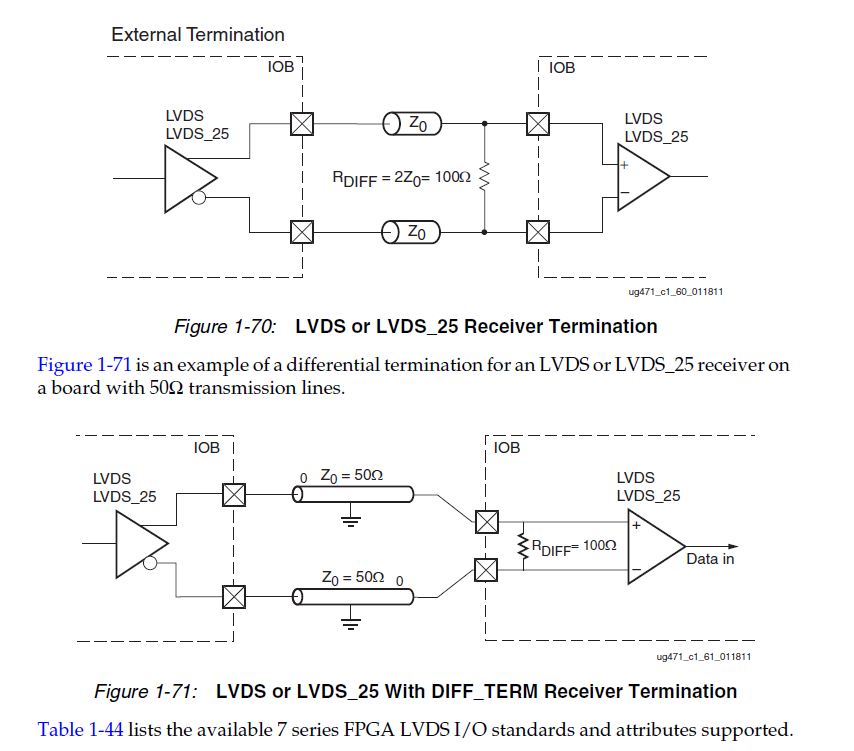 External Termination
IOB
IOB
LVDS
LVDS_25
Z0
LVDS
LVDS_25
+
RDIFF = 2Z0= 100Ω
–
Z0
ug471_c1_60_011811
Figure 1-70: LVDS or LVDS_25 Receiver Termination
Figure 1-71 is an example of a differential termination for an LVDS or LVDS_25 receiver on
a board with 50Ω transmission lines.
IOB
IOB
LVDS
LVDS_25
0 Z0 = 50Ω
LVDS
LVDS_25
+
RDIFF= 100Ω
Data in
–
Z0 = 50Ω 0
ug471_c1_61_011811
Figure 1-71: LVDS or LVDS_25 With DIFF_TERM Receiver Termination
Table 1-44 lists the available 7 series FPGA LVDS I/O standards and attributes supported.